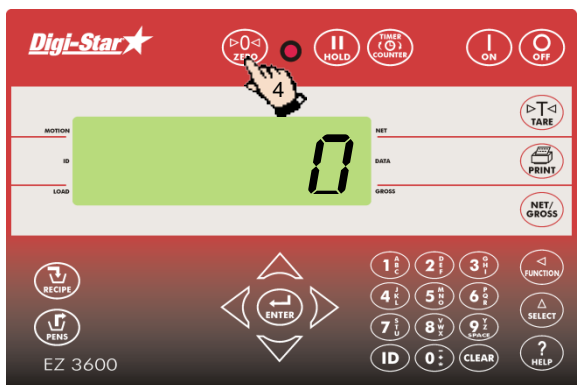 Digi-Star
▷0◁
ZERO
HOLD
TIMER
COUNTER
ON
OFF
4
▷T◁
TARE
MOTION
NET
0
ID
DATA
PRINT
LOAD
GROSS
NET/
GROSS
RECIPE
1 A B C
2 D E F
3 G H I
FUNCTION
4 J K L
5 M N O
6 P Q R
ENTER
SELECT
PENS
7 S T U
8 V W X
9 Y Z SPACE
EZ 3600
ID
0
CLEAR
?
HELP